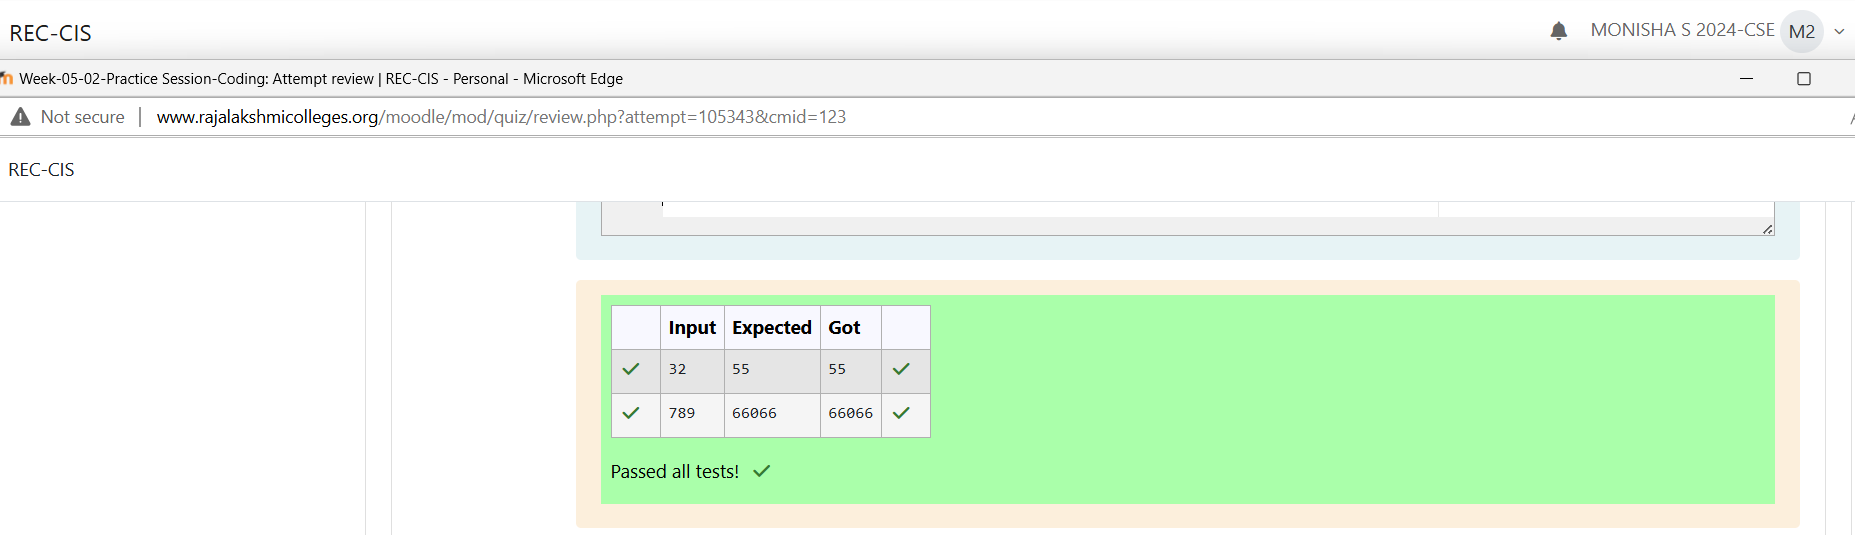 REC-CIS
MONISHA S 2024-CSE M2
Week-05-02-Practice Session-Coding: Attempt review | REC-CIS - Personal - Microsoft Edge
Not secure | www.rajalakshmicolleges.org/moodle/mod/quiz/review.php?attempt=105343&cmid=123
REC-CIS
Input Expected Got
32 55 55
789 66066 66066
Passed all tests!